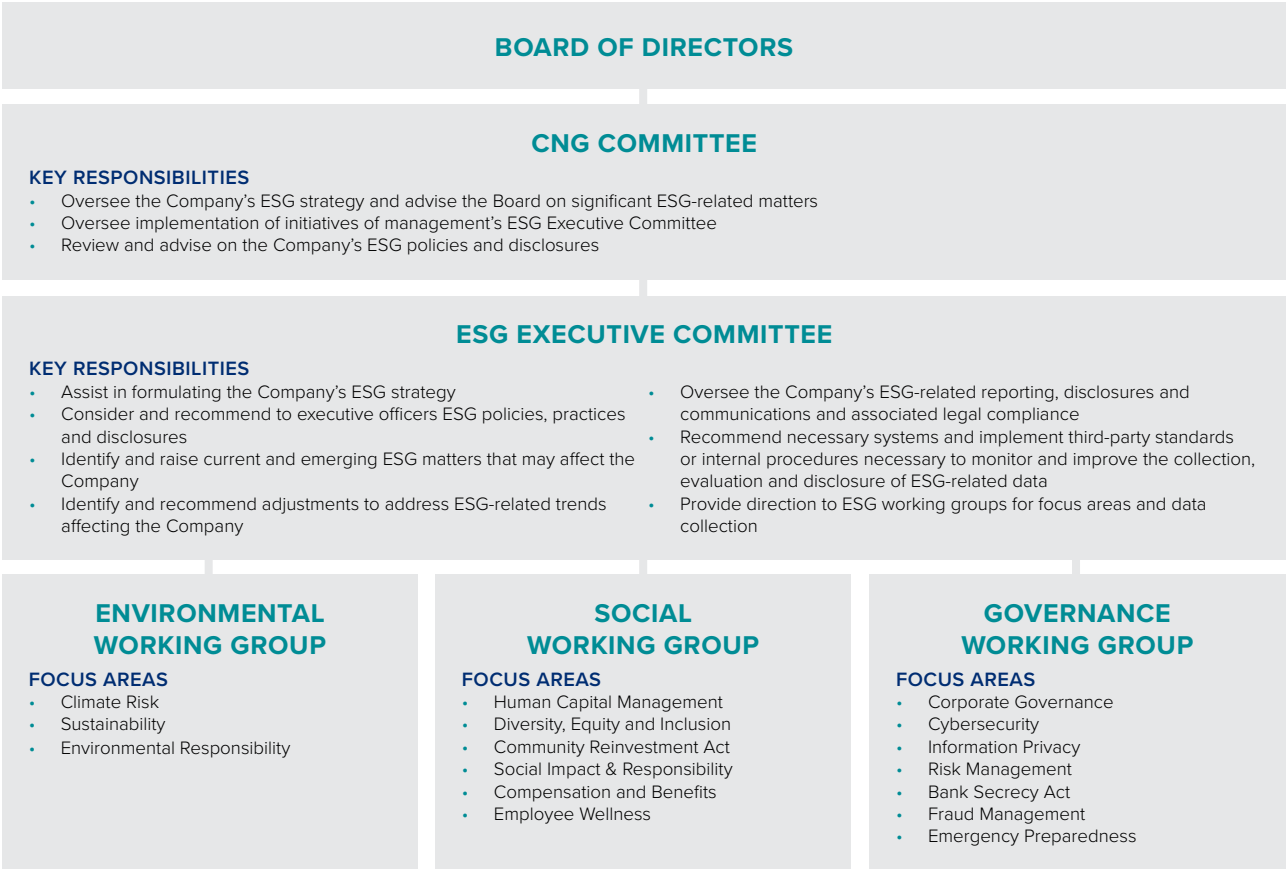 BOARD OF DIRECTORS
CNG COMMITTEE
KEY RESPONSIBILITIES
• Oversee the Company’s ESG strategy and advise the Board on significant ESG-related matters
• Oversee implementation of initiatives of management’s ESG Executive Committee
• Review and advise on the Company’s ESG policies and disclosures
ESG EXECUTIVE COMMITTEE
KEY RESPONSIBILITIES
• Assist in formulating the Company’s ESG strategy
• Consider and recommend to executive officers ESG policies, practices
and disclosures
• Identify and raise current and emerging ESG matters that may affect the
Company
• Identify and recommend adjustments to address ESG-related trends
affecting the Company
• Oversee the Company’s ESG-related reporting, disclosures and
communications and associated legal compliance
• Recommend necessary systems and implement third-party standards
or internal procedures necessary to monitor and improve the collection,
evaluation and disclosure of ESG-related data
• Provide direction to ESG working groups for focus areas and data
collection
ENVIRONMENTAL
WORKING GROUP
FOCUS AREAS
• Climate Risk
• Sustainability
• Environmental Responsibility
SOCIAL
WORKING GROUP
FOCUS AREAS
• Human Capital Management
• Diversity, Equity and Inclusion
• Community Reinvestment Act
• Social Impact & Responsibility
• Compensation and Benefits
• Employee Wellness
GOVERNANCE
WORKING GROUP
FOCUS AREAS
• Corporate Governance
• Cybersecurity
• Information Privacy
• Risk Management
• Bank Secrecy Act
• Fraud Management
• Emergency Preparedness